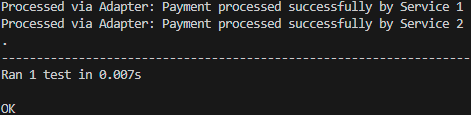 Processed via Adapter: Payment processed successfully by Service 1
Processed via Adapter: Payment processed successfully by Service 2
.
----------------------------------------------------------------------
Ran 1 test in 0.007s
OK